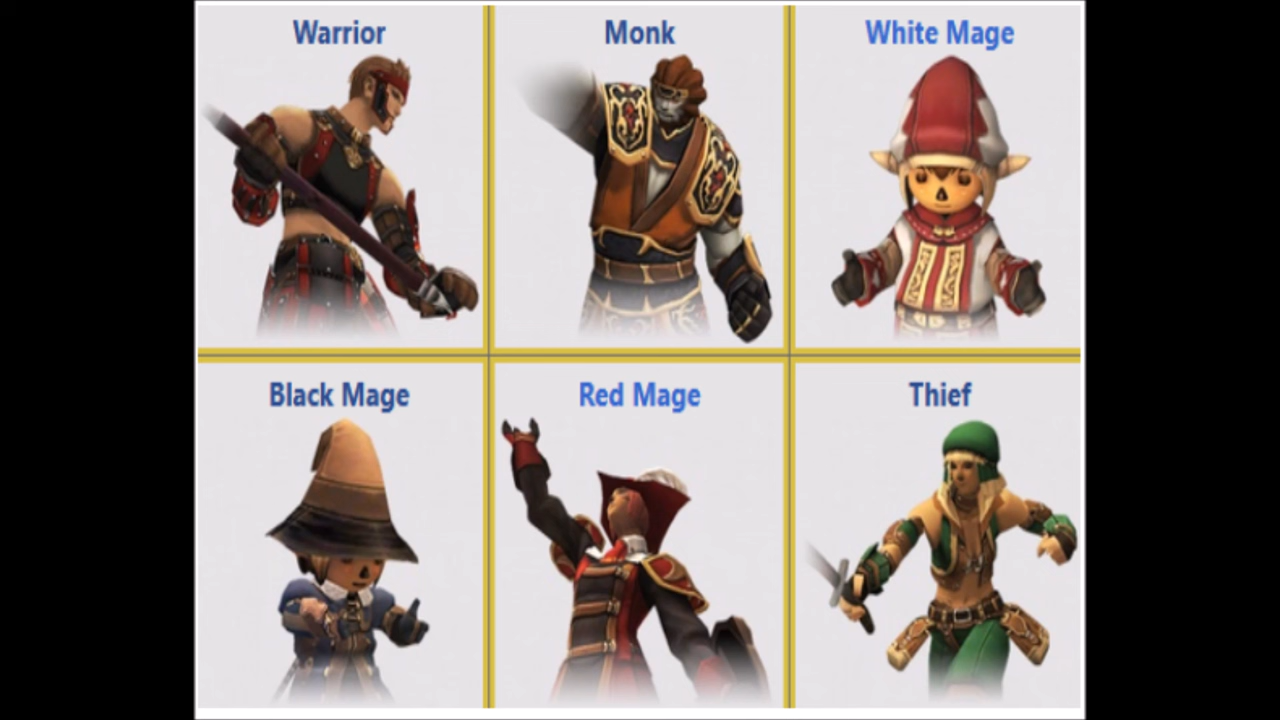 Warrior
Monk
White Mage
Black Mage
Red Mage
Thief